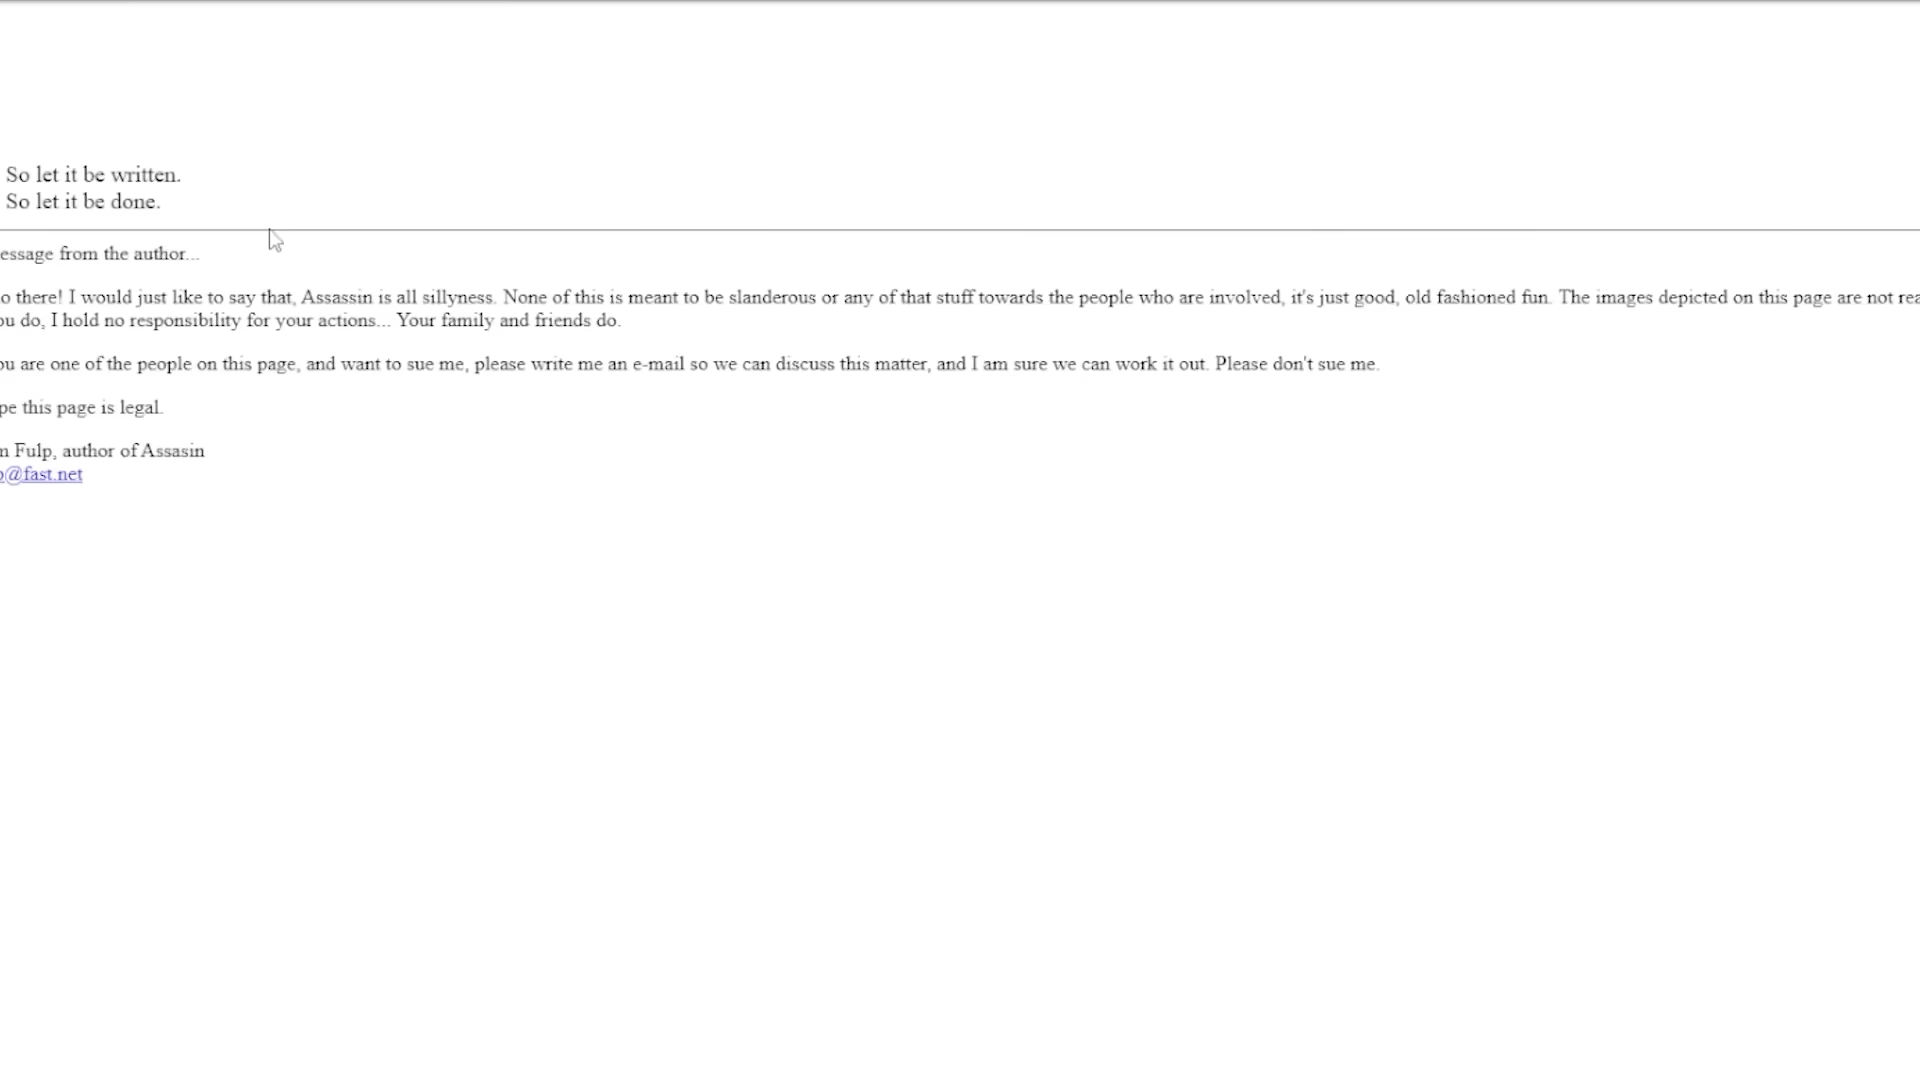 So let it be written.
So let it be done.
essage from the author...
o there! I would just like to say that, Assassin is all sillyness. None of this is meant to be slanderous or any of that stuff towards the people who are involved, it's just good, old fashioned fun. The images depicted on this page are not rea
ou do, I hold no responsibility for your actions... Your family and friends do.
ou are one of the people on this page, and want to sue me, please write me an e-mail so we can discuss this matter, and I am sure we can work it out. Please don't sue me.
pe this page is legal.
m Fulp, author of Assasin
@fast.net